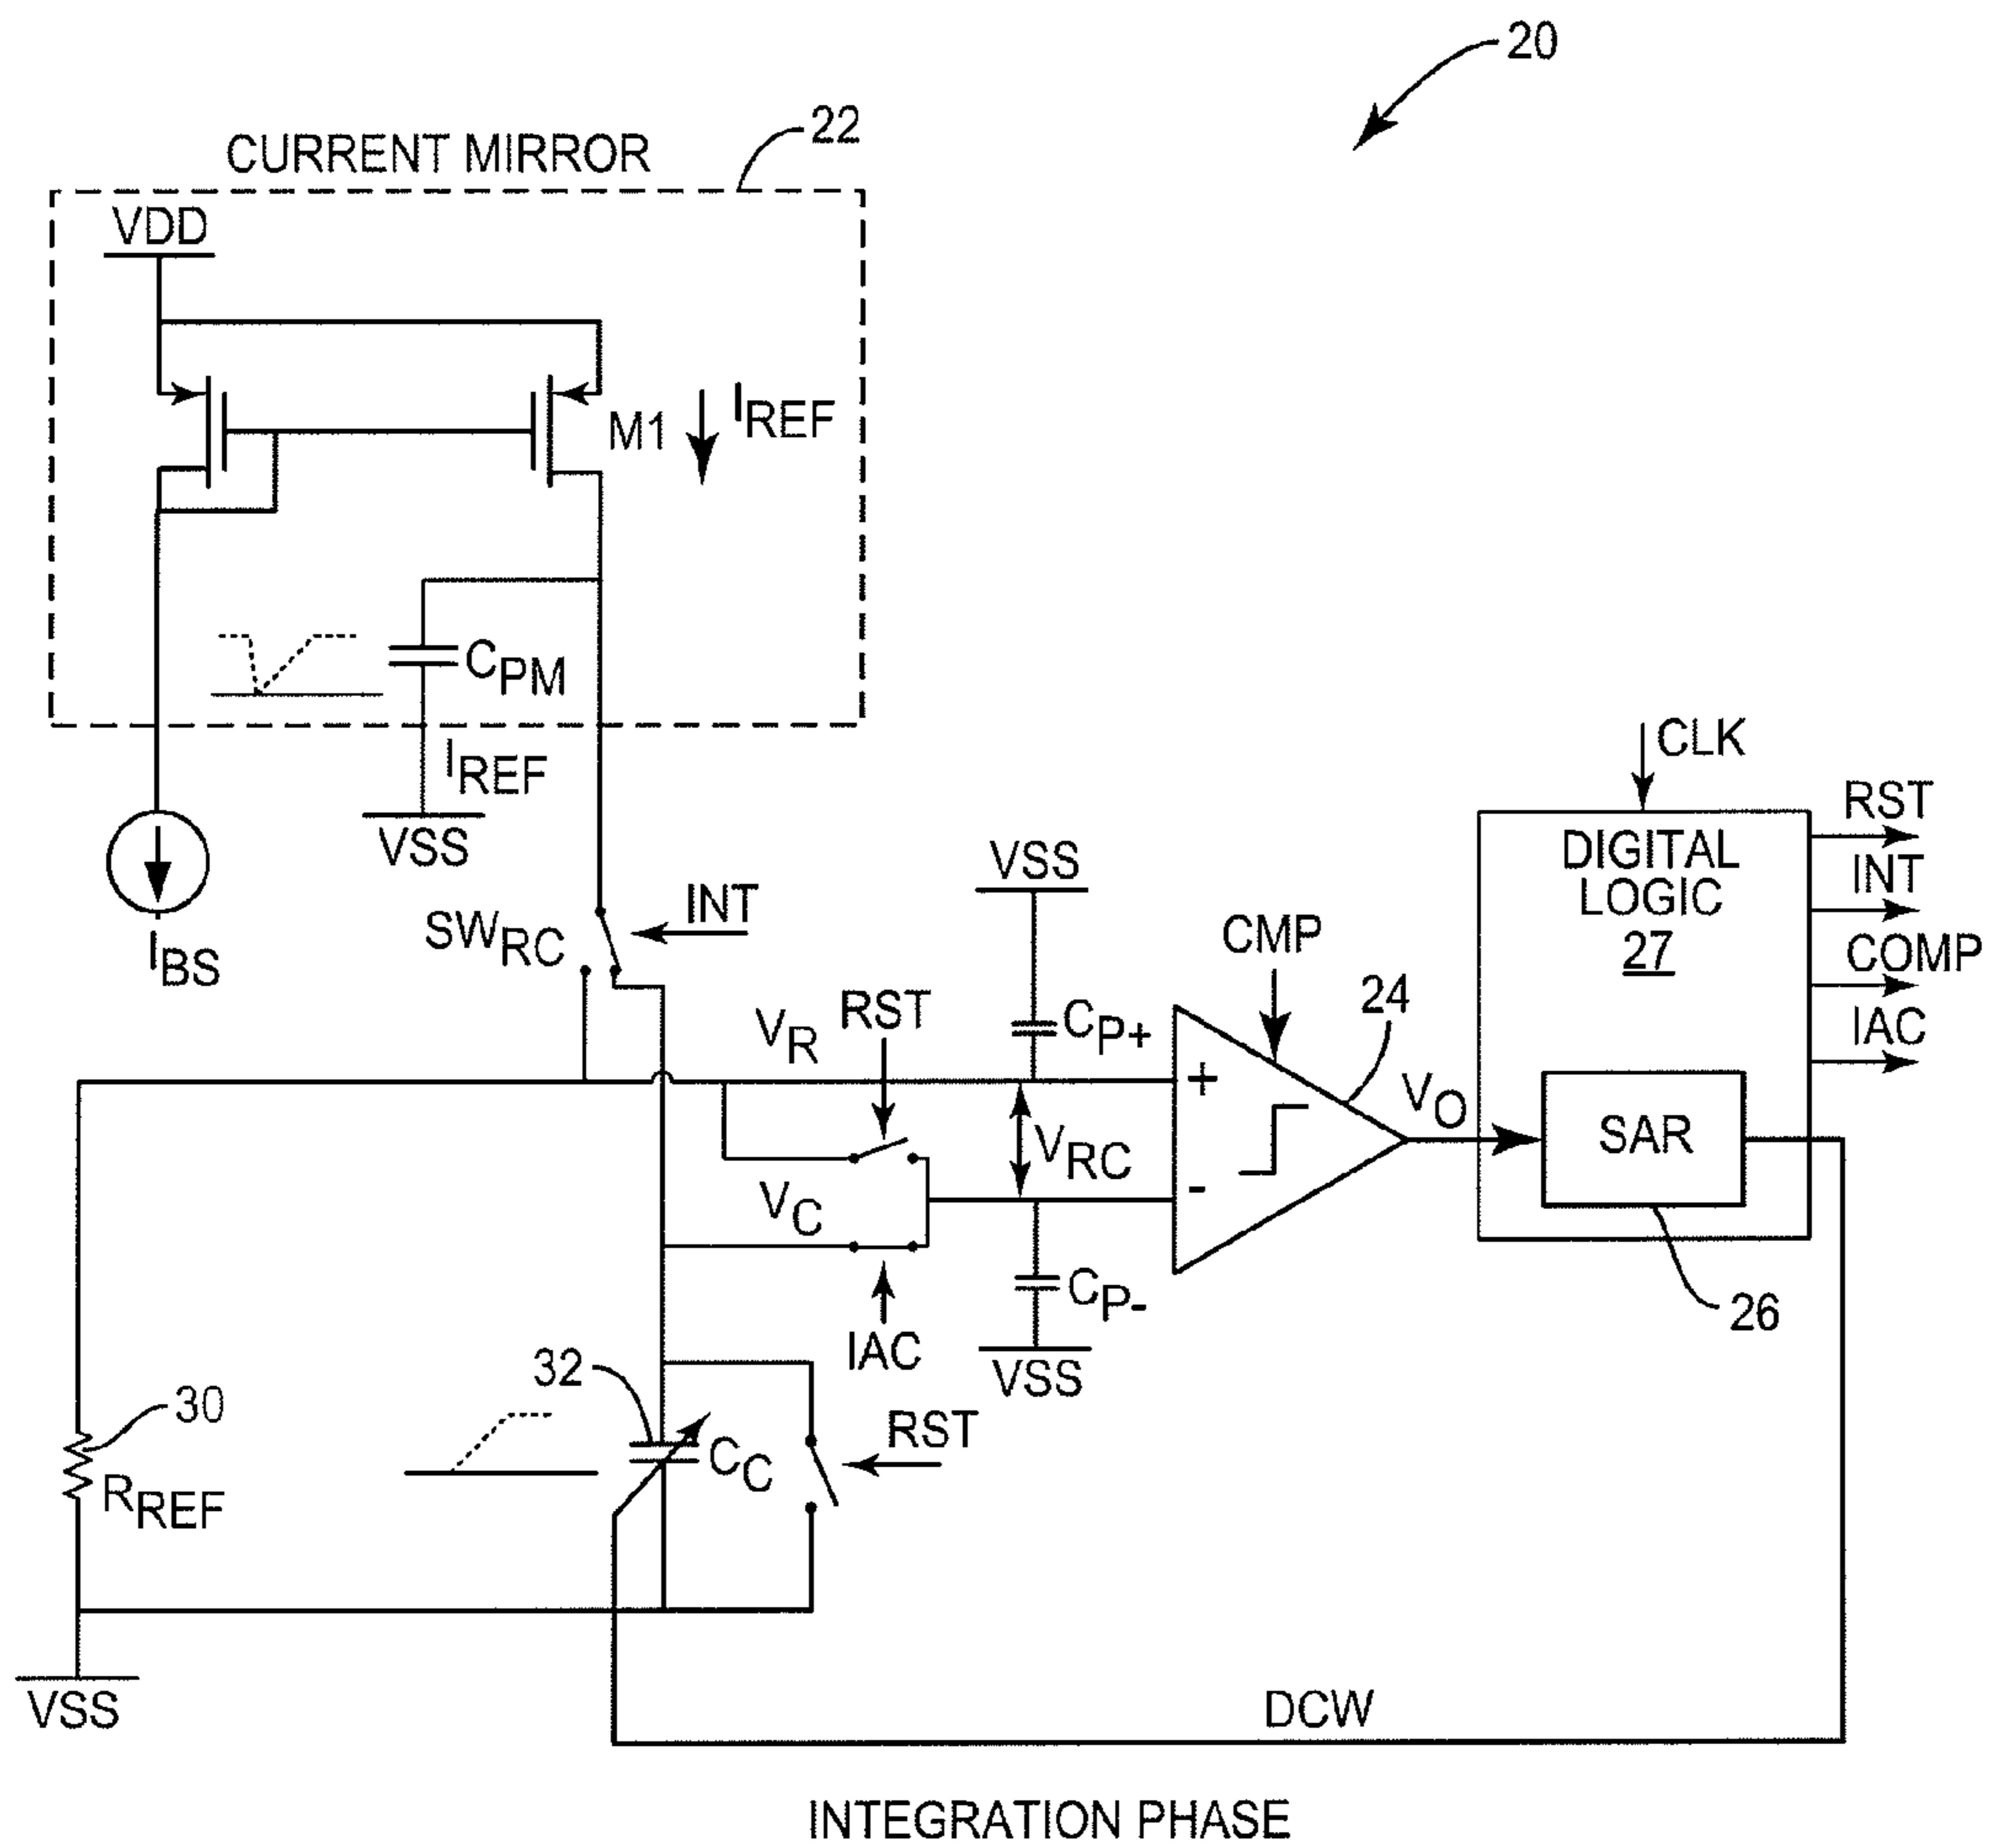 20
22
CURRENT MIRROR
VDD
M1
IREF
CPM
IREF
VSS
IBS
SWRC
INT
VR
RST
VSS
CP+
CMP
24
VRC
VC
IAC
CP-
VSS
VO
CLK
DIGITAL
LOGIC
27
SAR
26
RST
INT
COMP
IAC
30
RREF
32
CC
RST
VSS
DCW
+
-
INTEGRATION PHASE